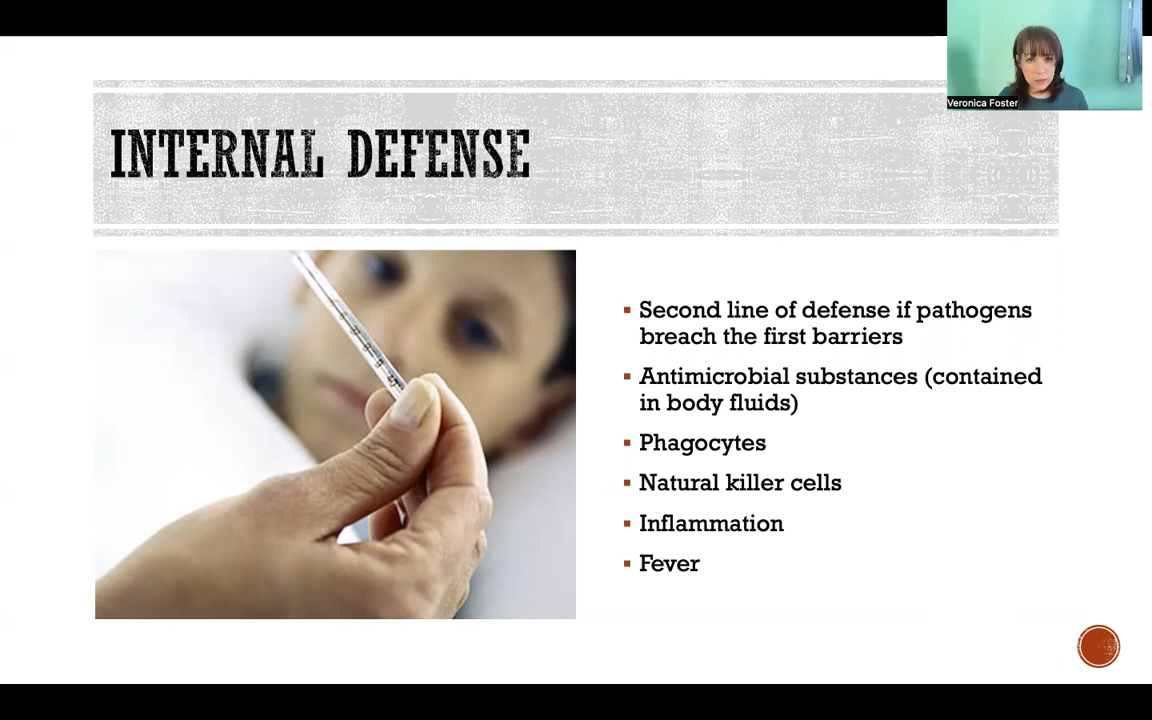 Veronica Foster
INTERNAL DEFENSE
▪ Second line of defense if pathogens
breach the first barriers
▪ Antimicrobial substances (contained
in body fluids)
▪ Phagocytes
▪ Natural killer cells
▪ Inflammation
▪ Fever